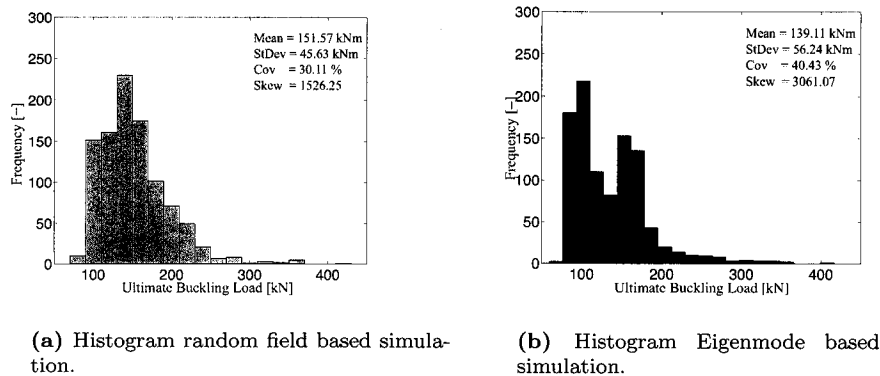 300
250
200
150
100
50
0
Frequency [-]
Mean = 151.57 kNm
StDev = 45.63 kNm
Cov = 30.11 %
Skew = 1526.25
100 200 300 400
Ultimate Buckling Load [kN]
(a) Histogram random field based simula-
tion.
300
250
200
150
100
50
0
Frequency [-]
Mean = 139.11 kNm
StDev = 56.24 kNm
Cov = 40.43 %
Skew = 3061.07
100 200 300 400
Ultimate Buckling Load [kN]
(b) Histogram Eigenmode based
simulation.